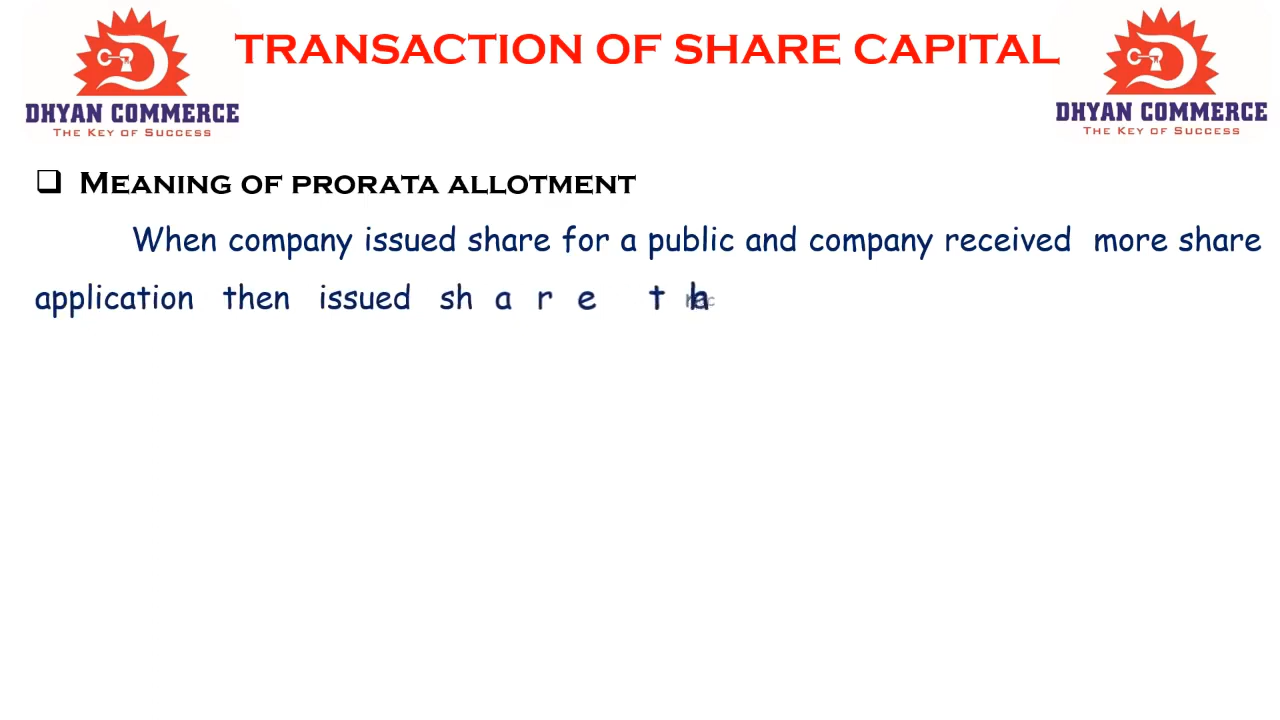 TRANSACTION OF SHARE CAPITAL
DHYAN COMMERCE
THE KEY OF SUCCESS
DHYAN COMMERCE
THE KEY OF SUCCESS
MEANING OF PRORATA ALLOTMENT
When company issued share for a public and company received more share
application then issued share